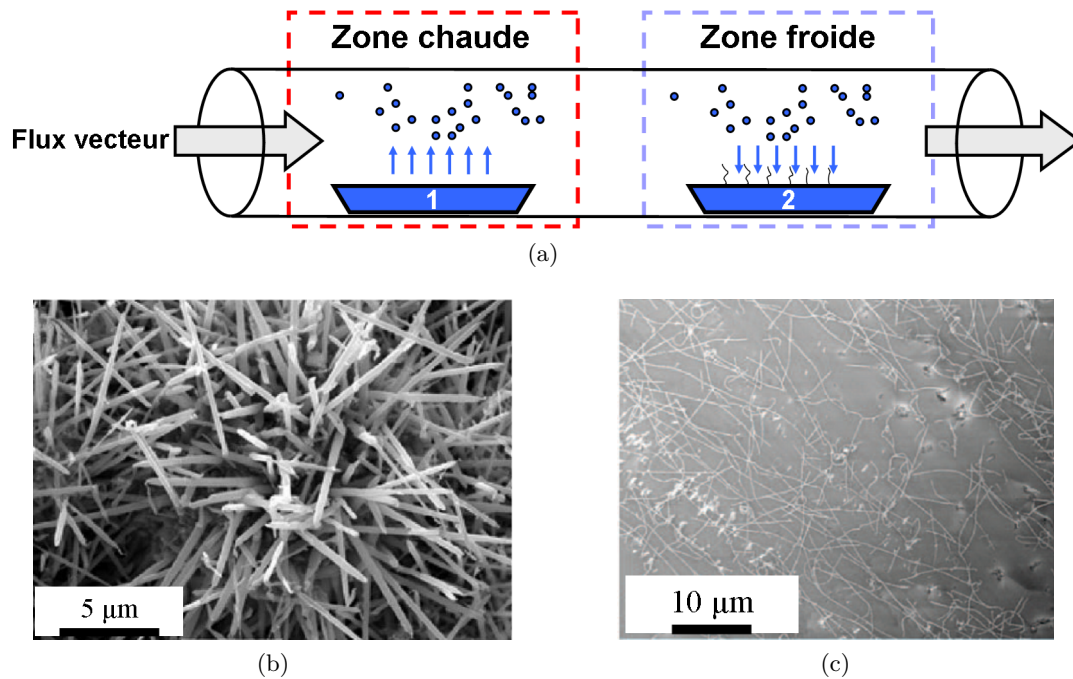 Zone chaude
Zone froide
Flux vecteur
1
2
(a)
5 μm
10 μm
(b)
(c)